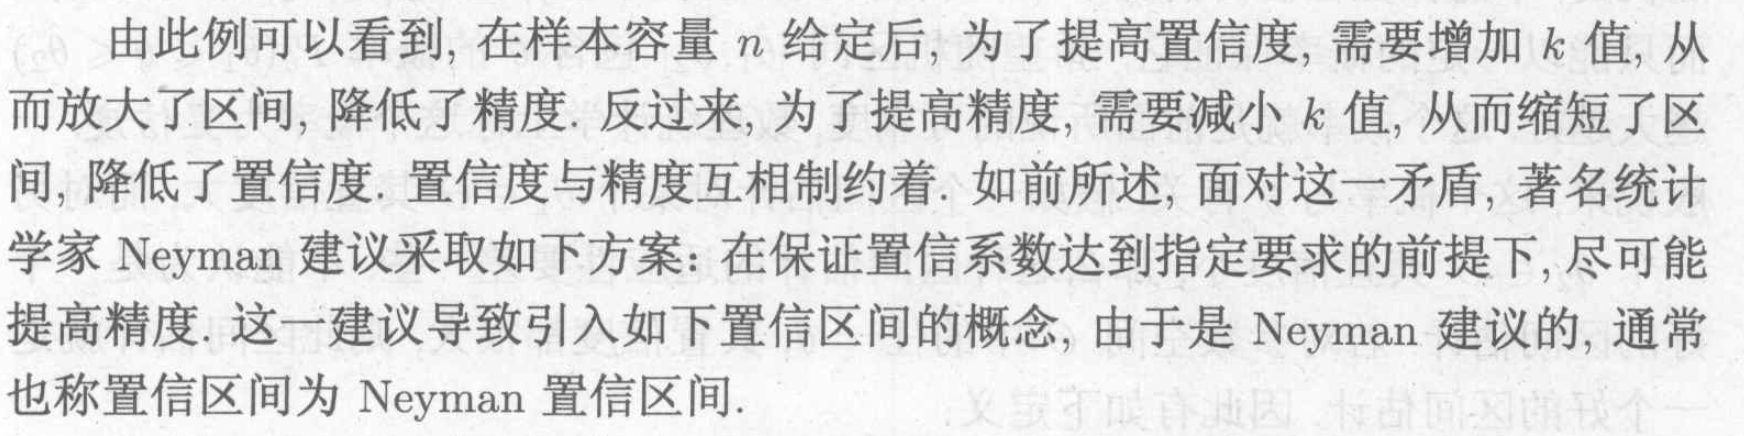 由此例可以看到, 在样本容量 n 给定后, 为了提高置信度, 需要增加 k 值, 从
而放大了区间, 降低了精度. 反过来, 为了提高精度, 需要减小 k 值, 从而缩短了区
间, 降低了置信度. 置信度与精度互相制约着. 如前所述, 面对这一矛盾, 著名统计
学家 Neyman 建议采取如下方案: 在保证置信系数达到指定要求的前提下, 尽可能
提高精度. 这一建议导致引入如下置信区间的概念, 由于是 Neyman 建议的, 通常
也称置信区间为 Neyman 置信区间.